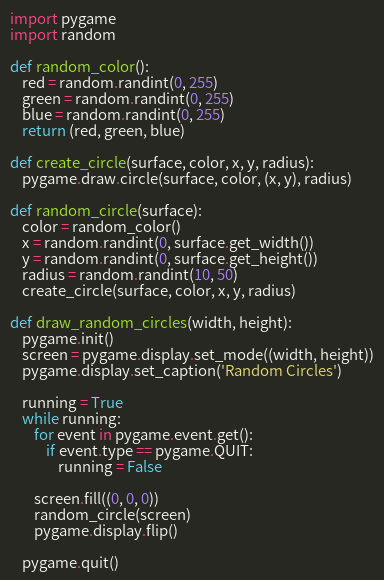 import pygame
import random

def random_color():
    red = random.randint(0, 255)
    green = random.randint(0, 255)
    blue = random.randint(0, 255)
    return (red, green, blue)

def create_circle(surface, color, x, y, radius):
    pygame.draw.circle(surface, color, (x, y), radius)

def random_circle(surface):
    color = random_color()
    x = random.randint(0, surface.get_width())
    y = random.randint(0, surface.get_height())
    radius = random.randint(10, 50)
    create_circle(surface, color, x, y, radius)

def draw_random_circles(width, height):
    pygame.init()
    screen = pygame.display.set_mode((width, height))
    pygame.display.set_caption('Random Circles')

    running = True
    while running:
        for event in pygame.event.get():
            if event.type == pygame.QUIT:
                running = False

        screen.fill((0, 0, 0))
        random_circle(screen)
        pygame.display.flip()

    pygame.quit()